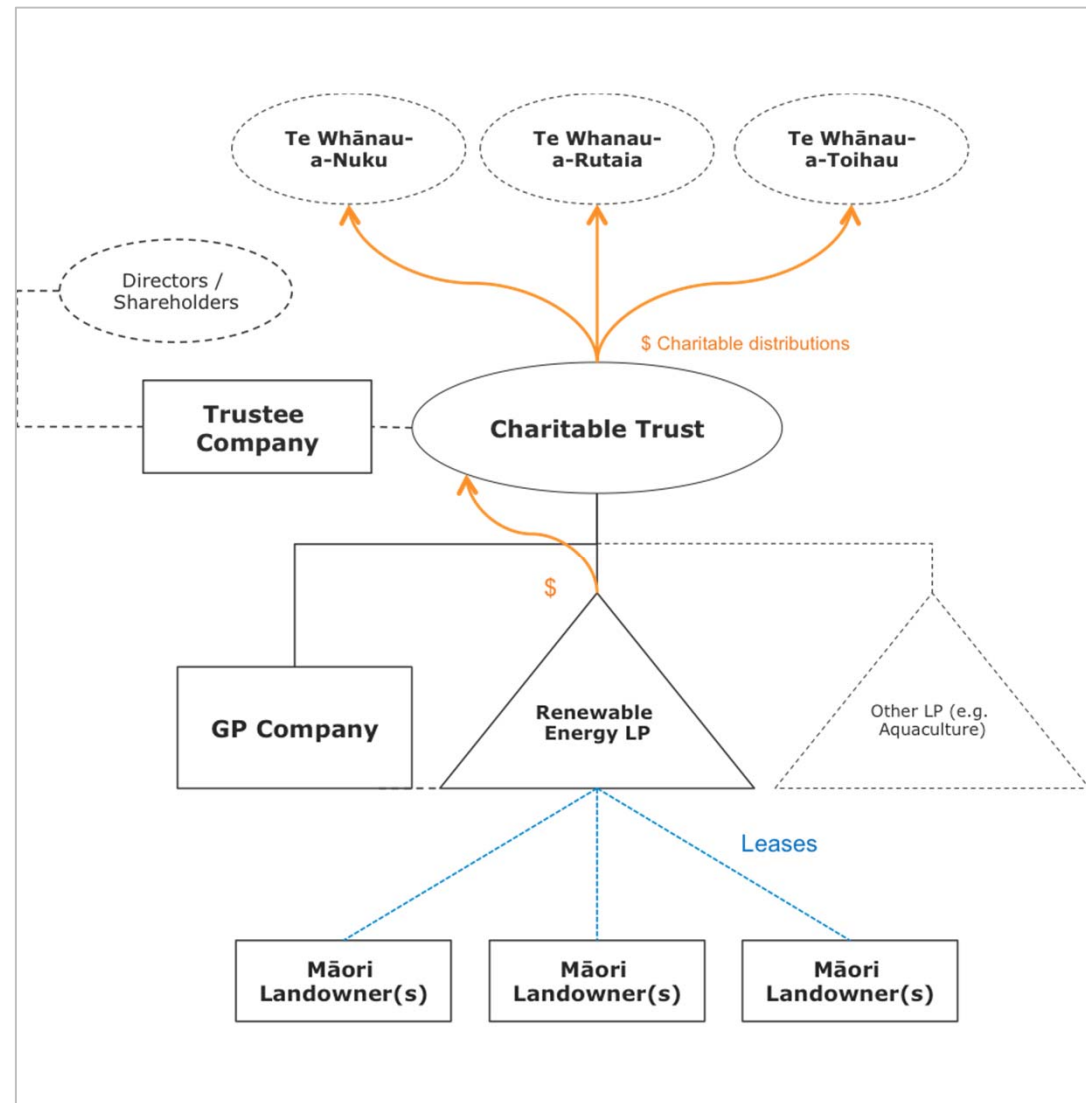 Te Whānau-
a-Nuku
Te Whanau-
a-Rutaia
Te Whānau-
a-Toihau
Directors /
Shareholders
$ Charitable distributions
Trustee
Company
Charitable Trust
$
GP Company
Renewable
Energy LP
Other LP (e.g.
Aquaculture)
Leases
Māori
Landowner(s)
Māori
Landowner(s)
Māori
Landowner(s)